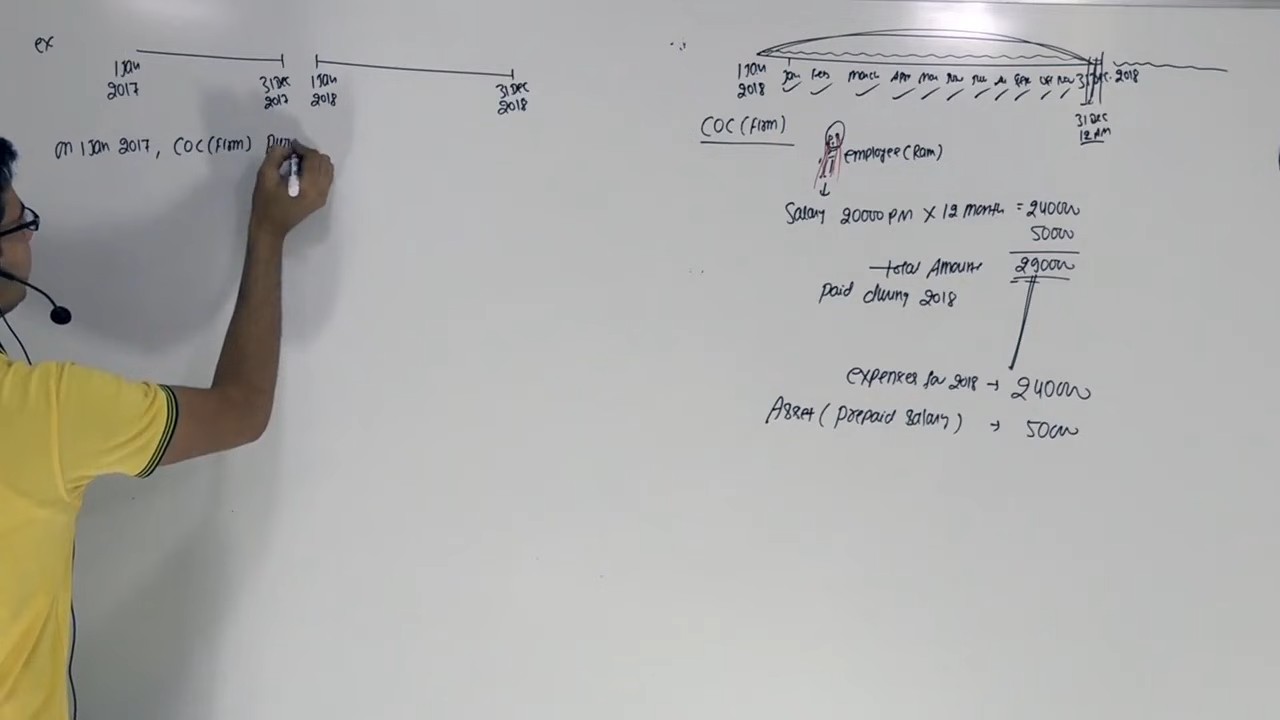 ex
1 Jan 2017
31 Dec 2017
1 Jan 2018
31 Dec 2018
on 1 Jan 2017, COC (firm) Pur
1 Jan 2018
Jan Feb March Apr Nov 31 Dec. 2018
31 Dec
12 AM
COC (firm)
employee (Ram)
Salary 20000 PM X 12 month = 240000
50000
total Amount 290000
paid during 2018
expenses for 2018 → 240000
Asset (prepaid salary) → 50000